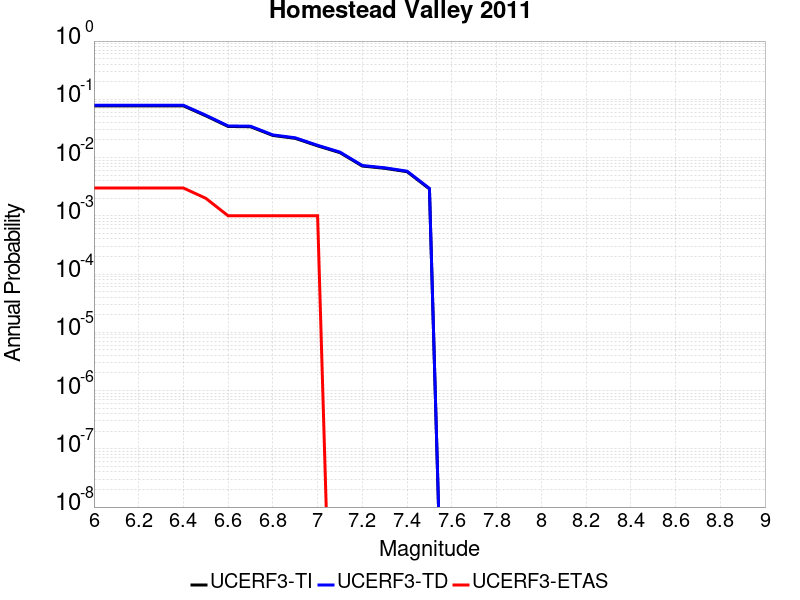 Homestead Valley 2011
10^0
10^-1
10^-2
10^-3
10^-4
10^-5
10^-6
10^-7
10^-8
Annual Probability
6 6.2 6.4 6.6 6.8 7 7.2 7.4 7.6 7.8 8 8.2 8.4 8.6 8.8 9
Magnitude
UCERF3-TI UCERF3-TD UCERF3-ETAS